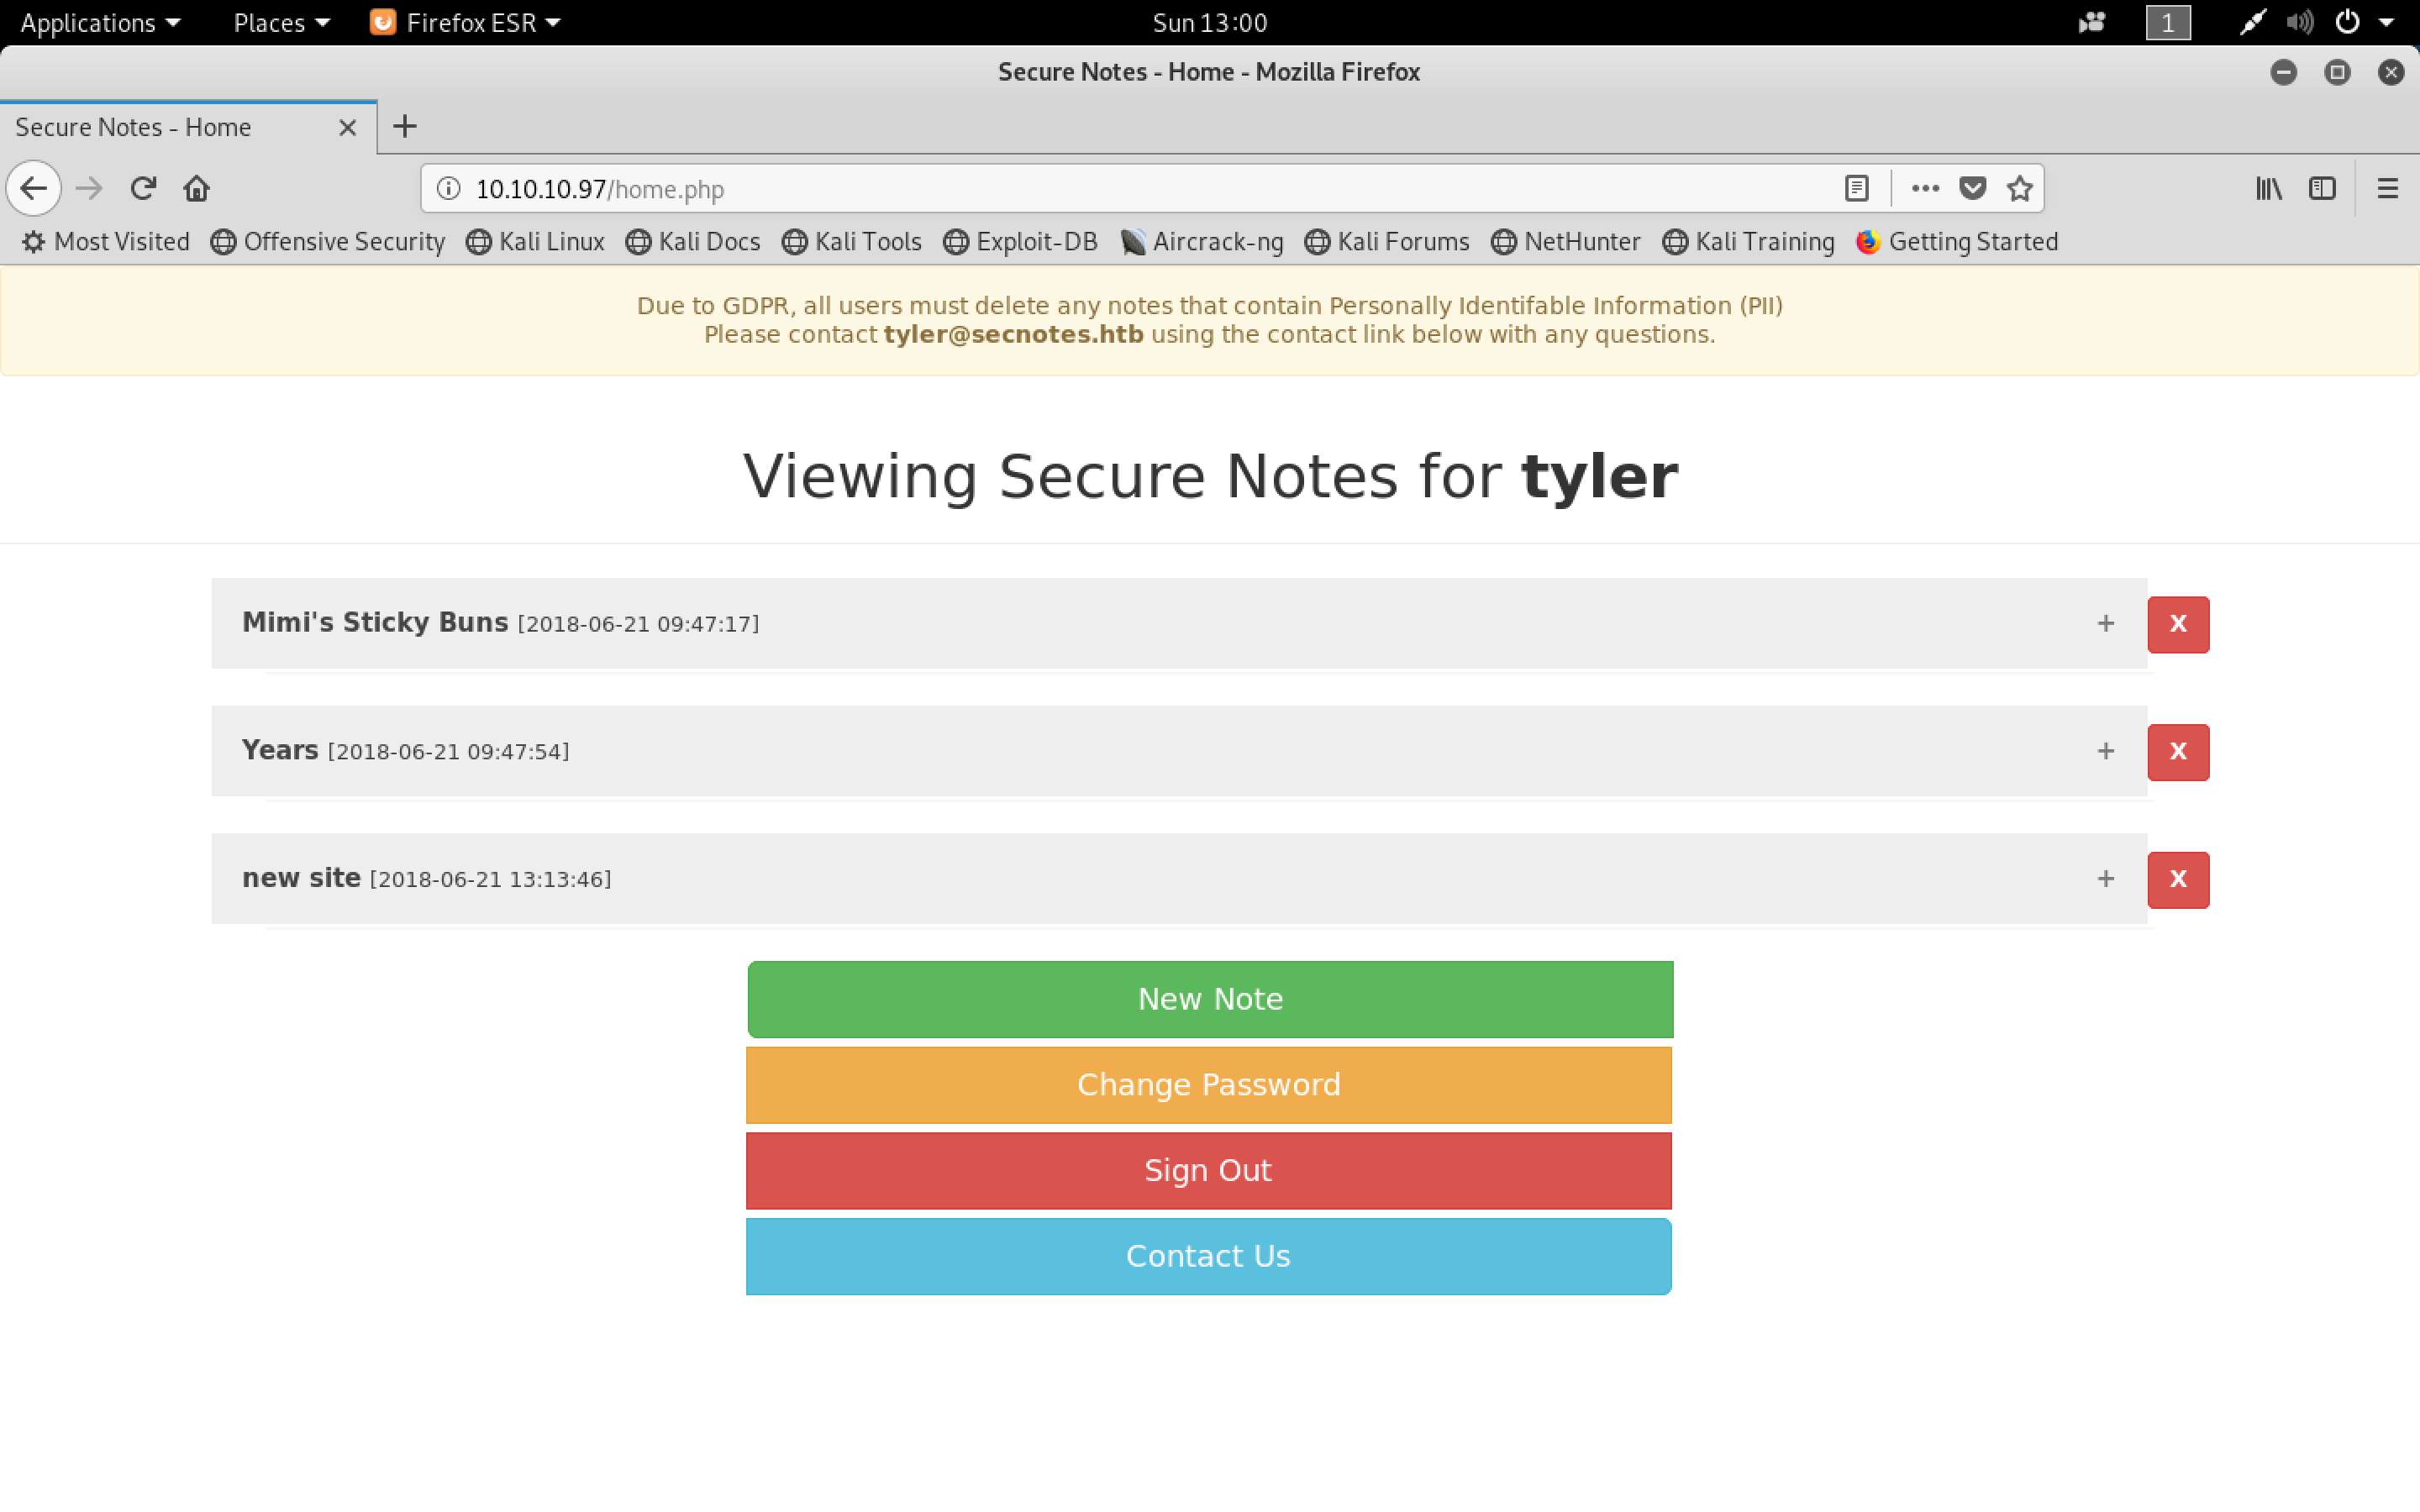 Applications Places Firefox ESR Sun 13:00 1
Secure Notes - Home - Mozilla Firefox
Secure Notes - Home
10.10.10.97/home.php
Most Visited Offensive Security Kali Linux Kali Docs Kali Tools Exploit-DB Aircrack-ng Kali Forums NetHunter Kali Training Getting Started
Due to GDPR, all users must delete any notes that contain Personally Identifable Information (PII)
Please contact tyler@secnotes.htb using the contact link below with any questions.
Viewing Secure Notes for tyler
Mimi's Sticky Buns [2018-06-21 09:47:17] + X
Years [2018-06-21 09:47:54] + X
new site [2018-06-21 13:13:46] + X
New Note
Change Password
Sign Out
Contact Us